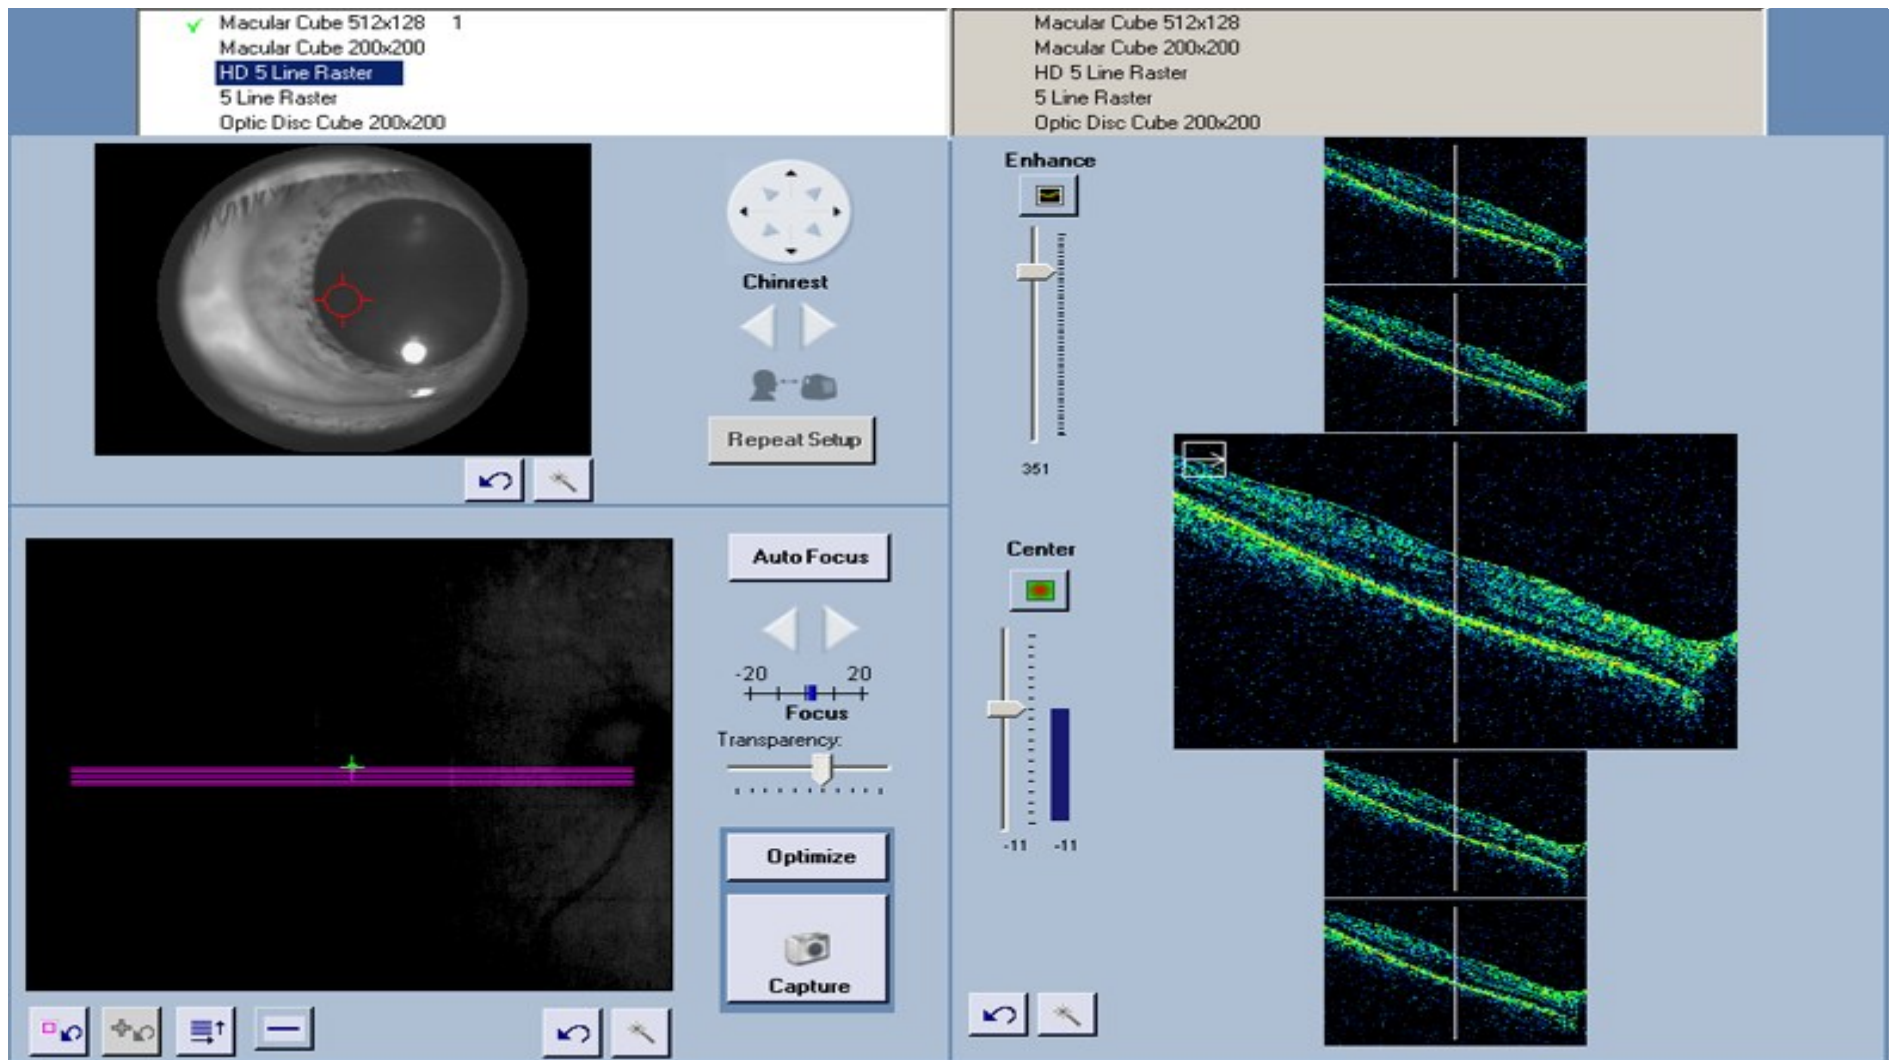 Macular Cube 512x128 1
Macular Cube 200x200
HD 5 Line Raster
5 Line Raster
Optic Disc Cube 200x200
Macular Cube 512x128
Macular Cube 200x200
HD 5 Line Raster
5 Line Raster
Optic Disc Cube 200x200
Chinrest
Repeat Setup
Auto Focus
-20 20
Focus
Transparency:
Optimize
Capture
Enhance
351
Center
-11 -11